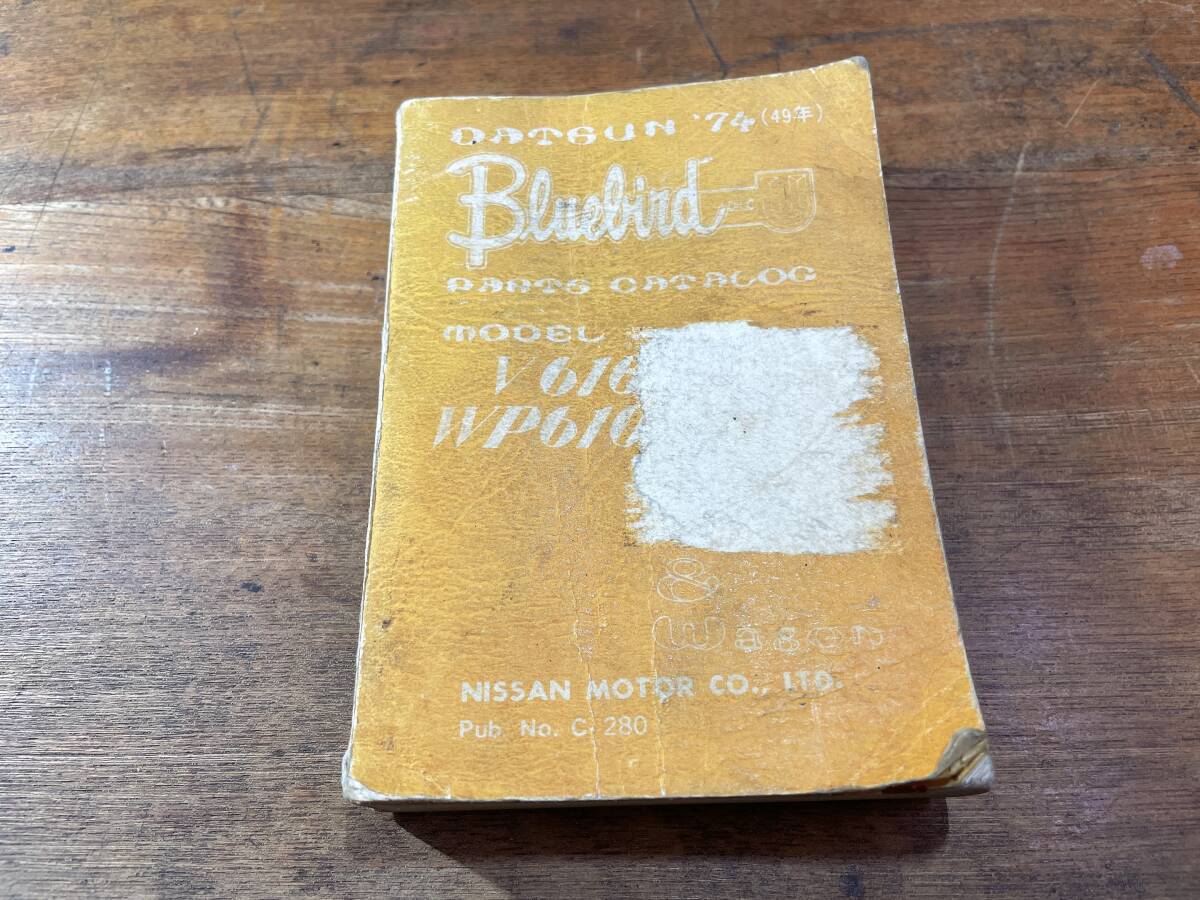 DATSUN '74 (49年)
Bluebird U
PARTS CATALOG
MODEL
V610
WP610
&
Wagon
NISSAN MOTOR CO., LTD.
Pub. No. C-280